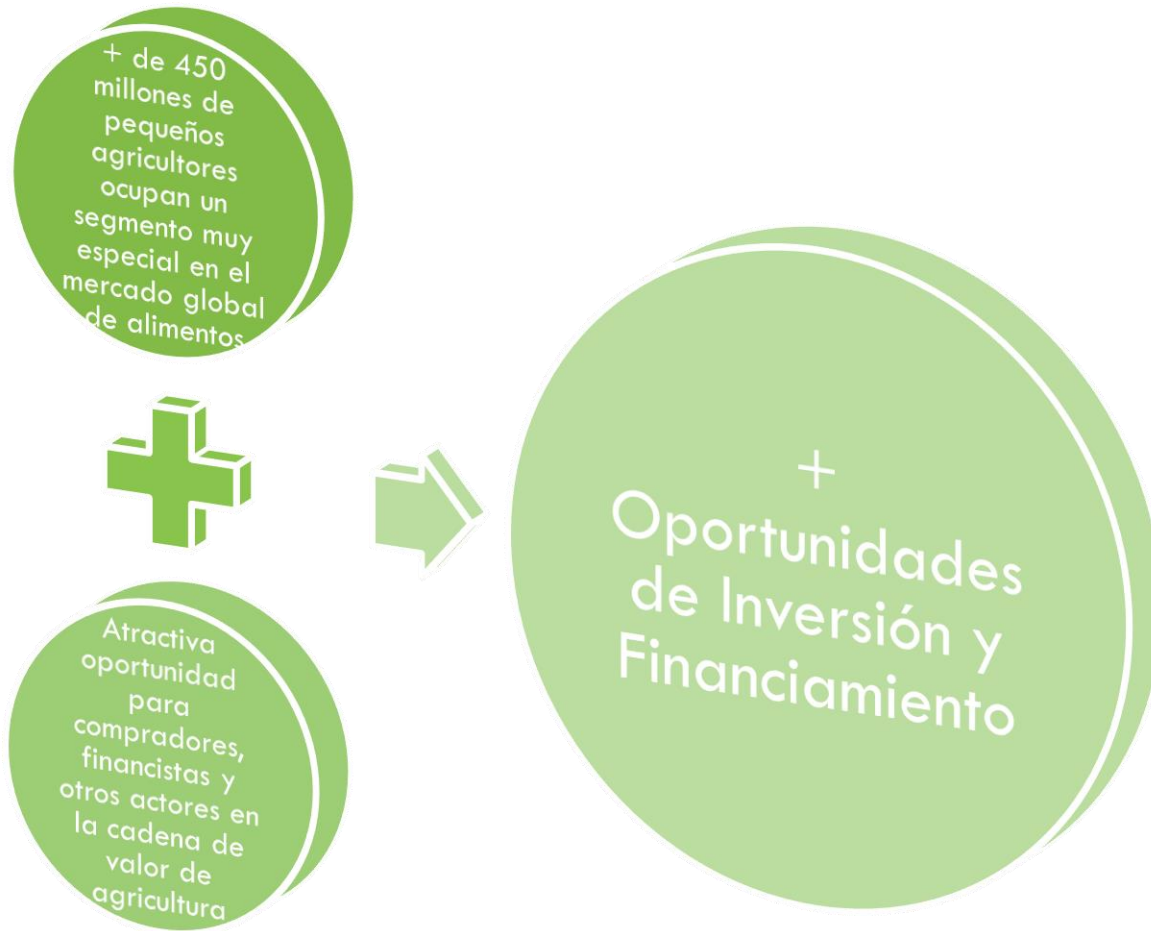 + de 450
millones de
pequeños
agricultores
ocupan un
segmento muy
especial en el
mercado global
de alimentos
Atractiva
oportunidad
para
compradores,
financistas y
otros actores en
la cadena de
valor de
agricultura
+
Oportunidades
de Inversión y
Financiamiento